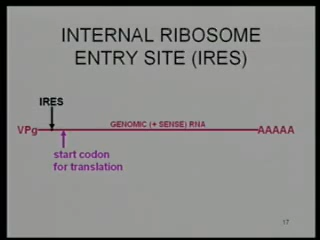 INTERNAL RIBOSOME
ENTRY SITE (IRES)
IRES
GENOMIC (+ SENSE) RNA
VPg
AAAAA
start codon
for translation
17